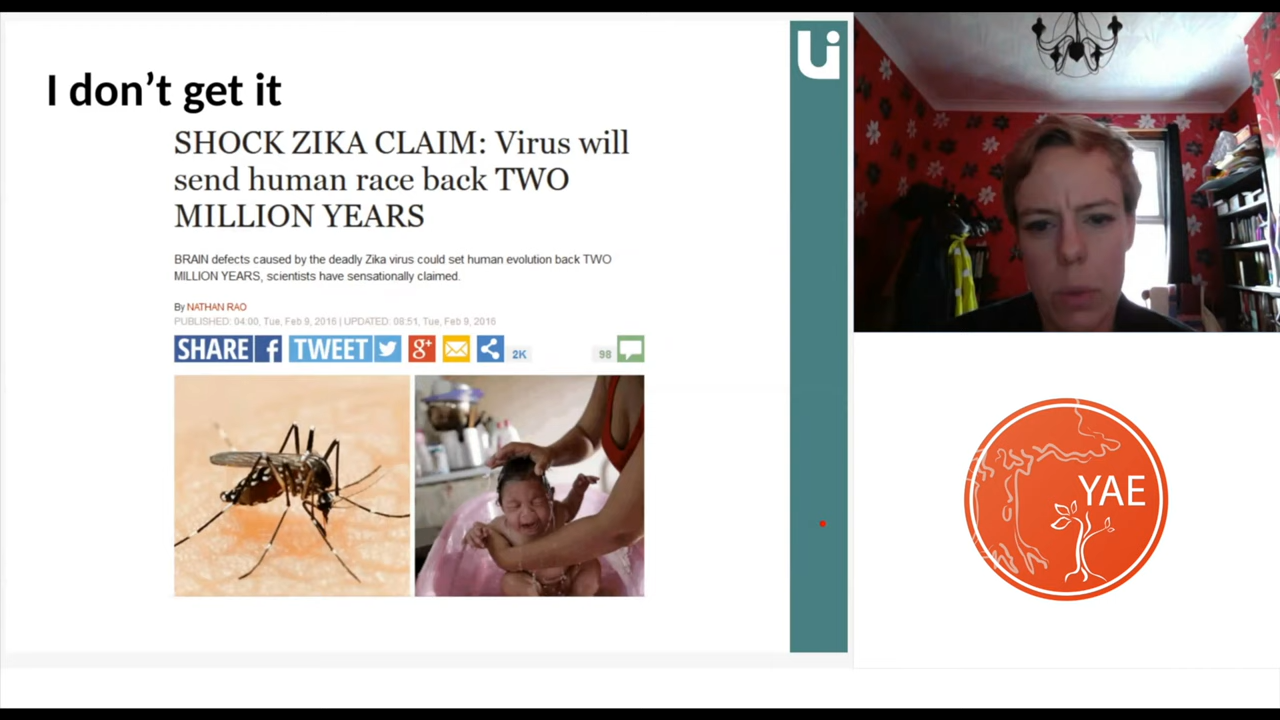 I don't get it
SHOCK ZIKA CLAIM: Virus will
send human race back TWO
MILLION YEARS
BRAIN defects caused by the deadly Zika virus could set human evolution back TWO
MILLION YEARS, scientists have sensationally claimed.
By NATHAN RAO
PUBLISHED: 04:00, Tue, Feb 9, 2016 | UPDATED: 08:51, Tue, Feb 9, 2016
SHARE f TWEET g+ 2K 98
Ui
YAE